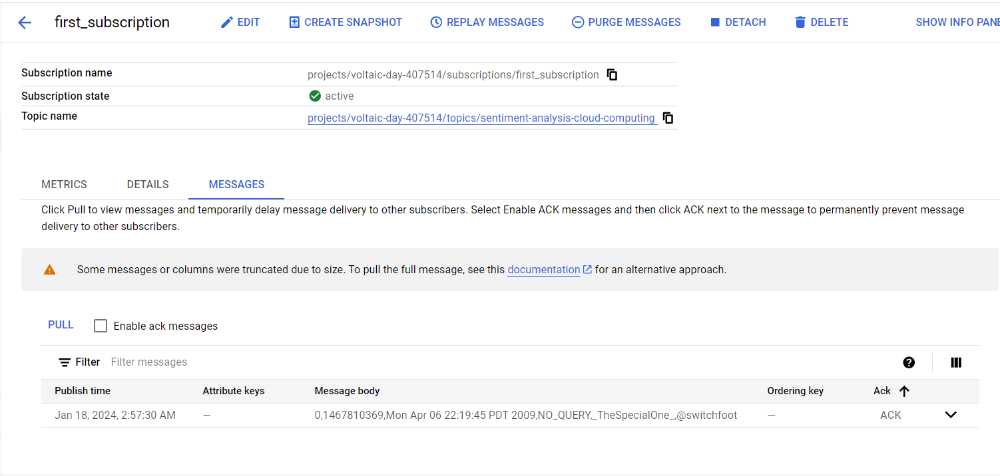 first_subscription EDIT CREATE SNAPSHOT REPLAY MESSAGES PURGE MESSAGES DETACH DELETE SHOW INFO PANE
Subscription name projects/voltaic-day-407514/subscriptions/first_subscription
Subscription state active
Topic name projects/voltaic-day-407514/topics/sentiment-analysis-cloud-computing
METRICS DETAILS MESSAGES
Click Pull to view messages and temporarily delay message delivery to other subscribers. Select Enable ACK messages and then click ACK next to the message to permanently prevent message
delivery to other subscribers.
Some messages or columns were truncated due to size. To pull the full message, see this documentation for an alternative approach.
PULL Enable ack messages
Filter Filter messages
Publish time Attribute keys Message body Ordering key Ack
Jan 18, 2024, 2:57:30 AM — 0,1467810369,Mon Apr 06 22:19:45 PDT 2009,NO_QUERY,_TheSpecialOne_,@switchfoot — ACK